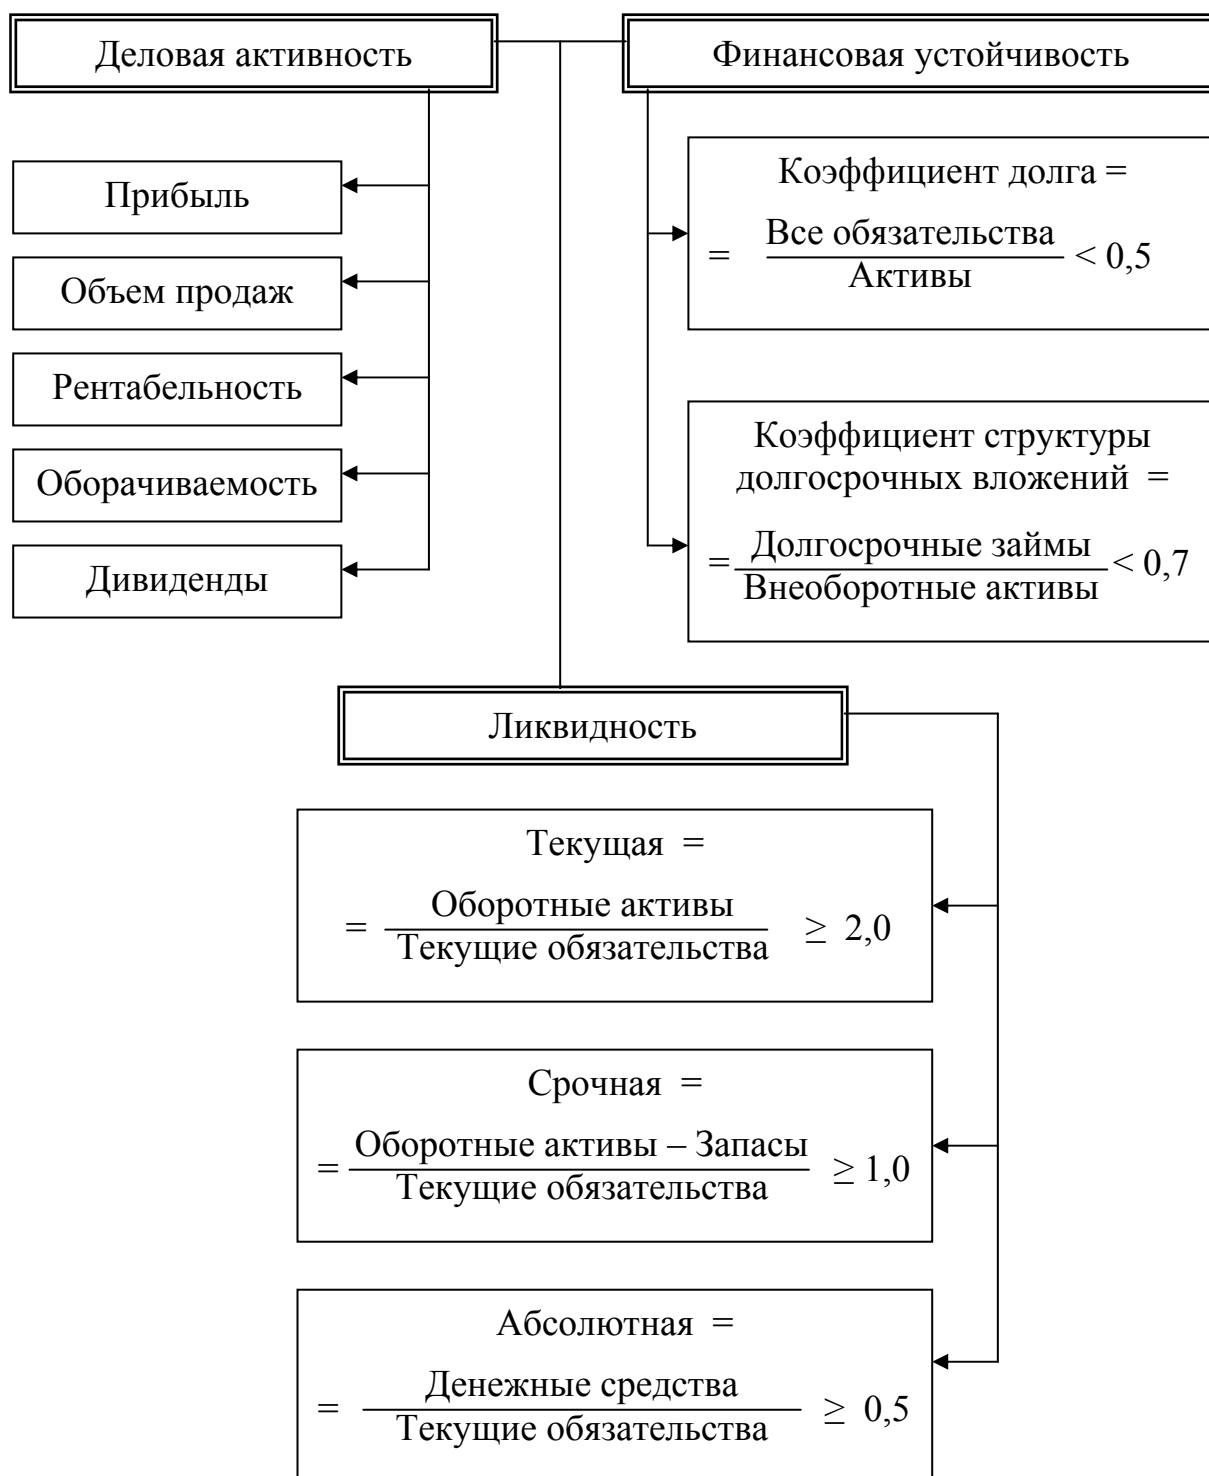 Деловая активность
Финансовая устойчивость
Прибыль
Объем продаж
Рентабельность
Оборачиваемость
Дивиденды
Коэффициент долга =
= Все обязательства
Активы
< 0,5
Коэффициент структуры
долгосрочных вложений =
= Долгосрочные займы
Внеоборотные активы
< 0,7
Ликвидность
Текущая =
= Оборотные активы
Текущие обязательства
≥ 2,0
Срочная =
= Оборотные активы – Запасы
Текущие обязательства
≥ 1,0
Абсолютная =
= Денежные средства
Текущие обязательства
≥ 0,5